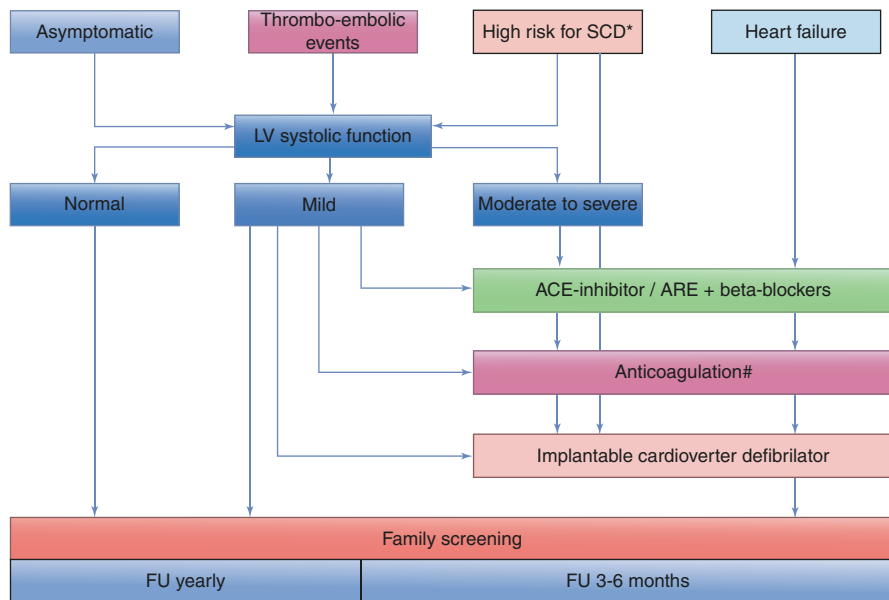 Asymptomatic
Thrombo-embolic
events
High risk for SCD*
Heart failure
LV systolic function
Normal
Mild
Moderate to severe
ACE-inhibitor / ARE + beta-blockers
Anticoagulation#
Implantable cardioverter defibrilator
Family screening
FU yearly
FU 3-6 months